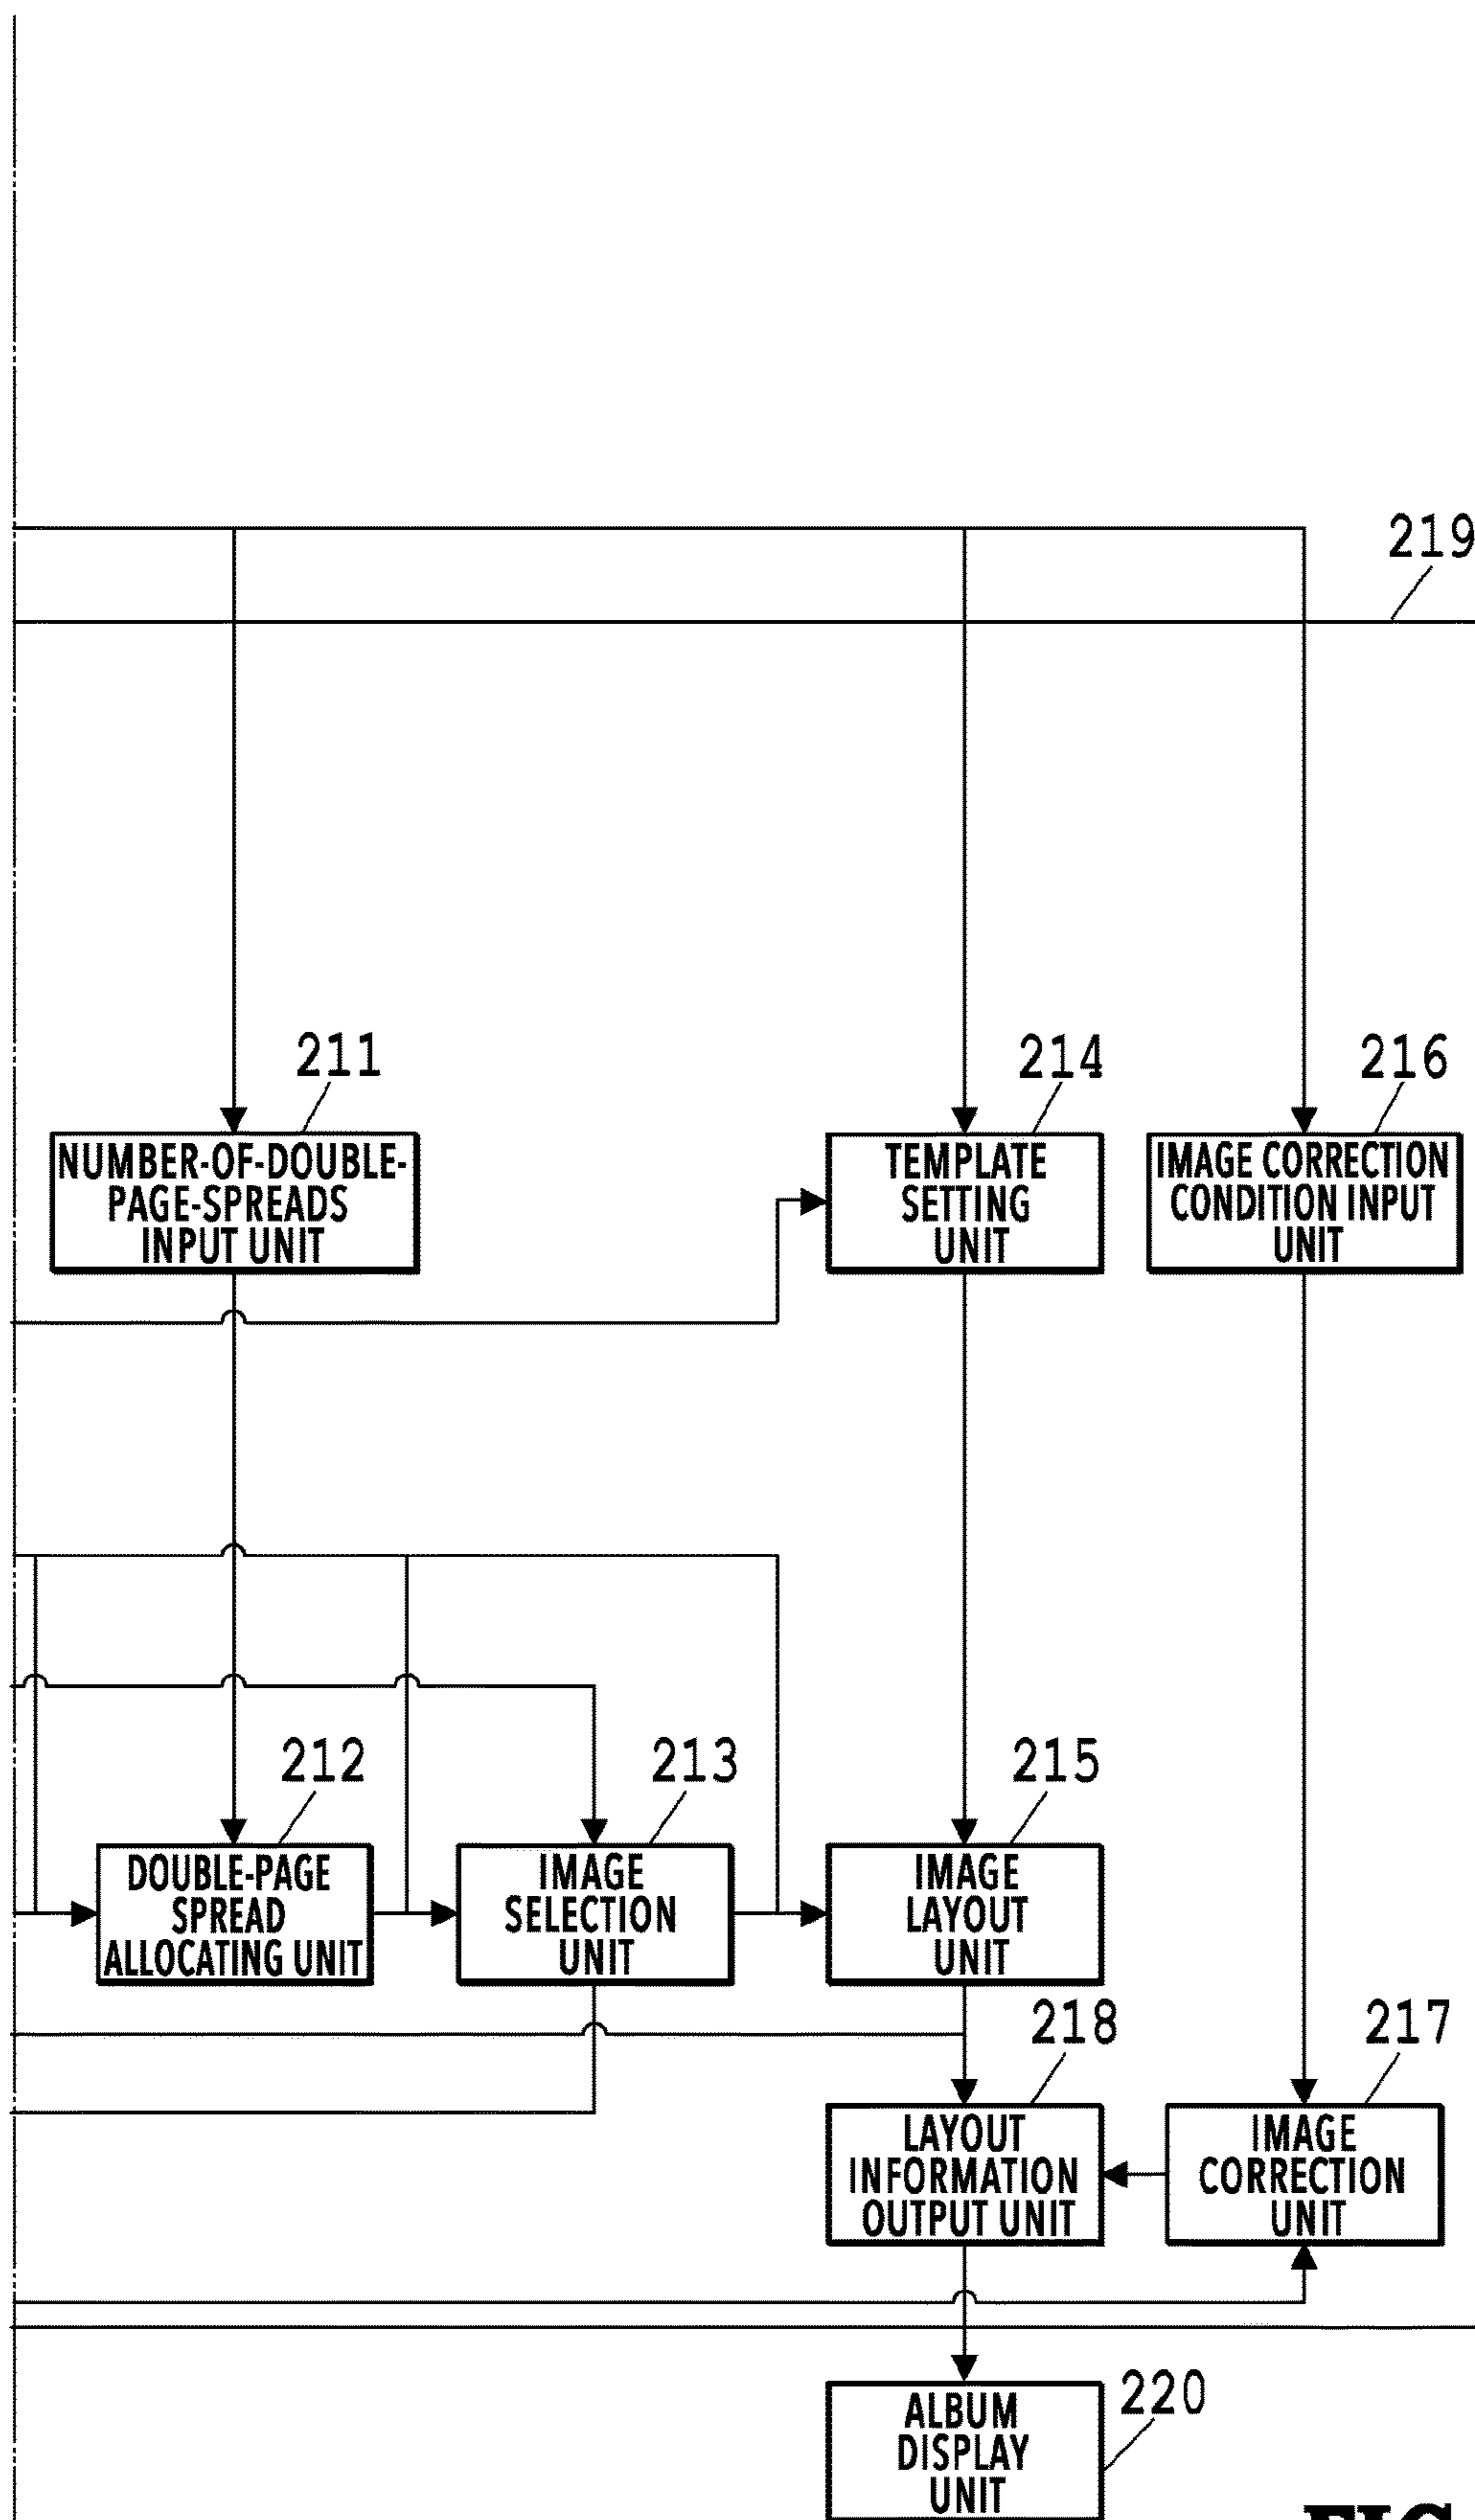 219
211
214
216
NUMBER-OF-DOUBLE-
PAGE-SPREADS
INPUT UNIT
TEMPLATE
SETTING
UNIT
IMAGE CORRECTION
CONDITION INPUT
UNIT
212
213
215
DOUBLE-PAGE
SPREAD
ALLOCATING UNIT
IMAGE
SELECTION
UNIT
IMAGE
LAYOUT
UNIT
218
217
LAYOUT
INFORMATION
OUTPUT UNIT
IMAGE
CORRECTION
UNIT
220
ALBUM
DISPLAY
UNIT